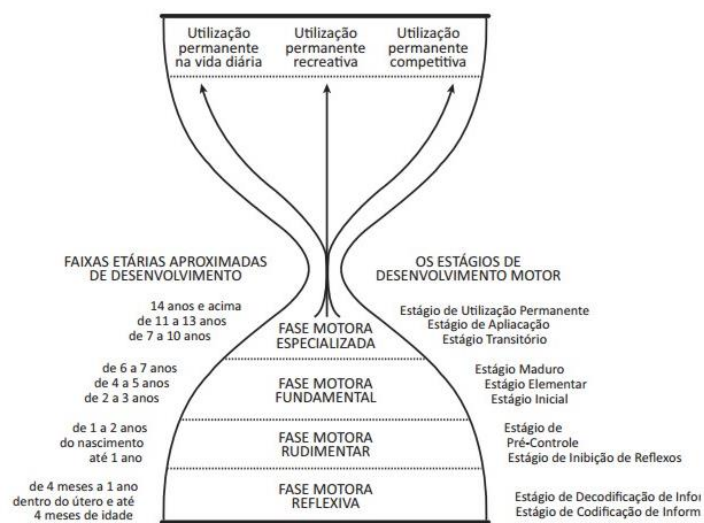 Utilização permanente na vida diária
Utilização permanente recreativa
Utilização permanente competitiva
FAIXAS ETÁRIAS APROXIMADAS
DE DESENVOLVIMENTO
OS ESTÁGIOS DE
DESENVOLVIMENTO MOTOR
14 anos e acima
de 11 a 13 anos
de 7 a 10 anos
FASE MOTORA
ESPECIALIZADA
Estágio de Utilização Permanente
Estágio de Apliacação
Estágio Transitório
de 6 a 7 anos
de 4 a 5 anos
de 2 a 3 anos
FASE MOTORA
FUNDAMENTAL
Estágio Maduro
Estágio Elementar
Estágio Inicial
de 1 a 2 anos
do nascimento
até 1 ano
FASE MOTORA
RUDIMENTAR
Estágio de
Pré-Controle
Estágio de Inibição de Reflexos
de 4 meses a 1 ano
dentro do útero e até
4 meses de idade
FASE MOTORA
REFLEXIVA
Estágio de Decodificação de Infor
Estágio de Codificação de Inform